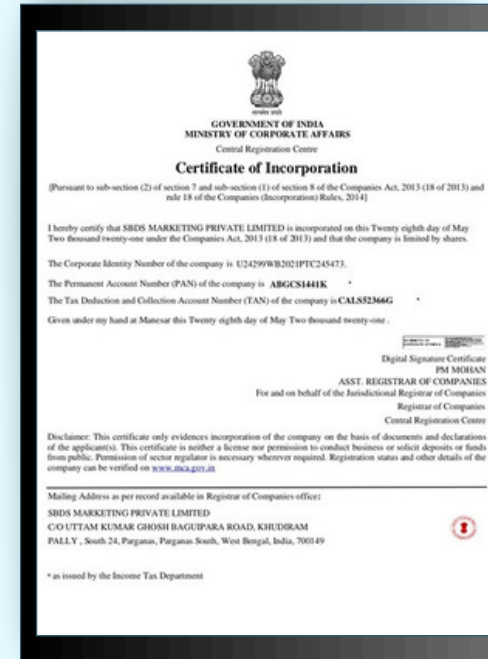 GOVERNMENT OF INDIA
MINISTRY OF CORPORATE AFFAIRS
Central Registration Centre
Certificate of Incorporation
[Pursuant to sub-section (2) of section 7 and sub-section (1) of section 8 of the Companies Act, 2013 (18 of 2013) and
rule 18 of the Companies (Incorporation) Rules, 2014]
I hereby certify that SBDS MARKETING PRIVATE LIMITED is incorporated on this Twenty eighth day of May
Two thousand twenty-one under the Companies Act, 2013 (18 of 2013) and that the company is limited by shares.
The Corporate Identity Number of the company is U24299WB2021PTC245473.
The Permanent Account Number (PAN) of the company is ABGCS1441K *
The Tax Deduction and Collection Account Number (TAN) of the company is CALS52366G *
Given under my hand at Manesar this Twenty eighth day of May Two thousand twenty-one .
Digital Signature Certificate
PM MOHAN
ASST. REGISTRAR OF COMPANIES
For and on behalf of the Jurisdictional Registrar of Companies
Registrar of Companies
Central Registration Centre
Disclaimer: This certificate only evidences incorporation of the company on the basis of documents and declarations
of the applicant(s). This certificate is neither a license nor permission to conduct business or solicit deposits or funds
from public. Permission of sector regulator is necessary wherever required. Registration status and other details of the
company can be verified on www.mca.gov.in
Mailing Address as per record available in Registrar of Companies office:
SBDS MARKETING PRIVATE LIMITED
C/O UTTAM KUMAR GHOSH BAGUIPARA ROAD, KHUDIRAM
PALLY , South 24, Parganas, Parganas South, West Bengal, India, 700149
* as issued by the Income Tax Department